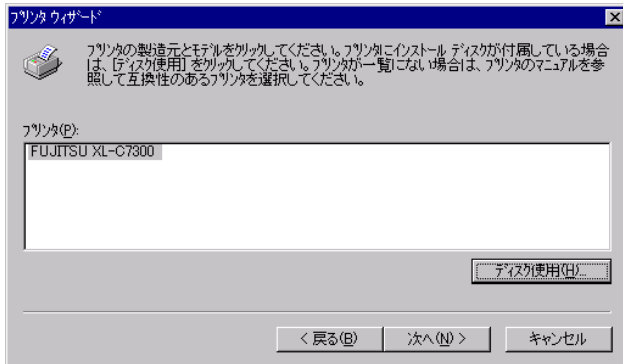 プリンタ ウィザード
プリンタの製造元とモデルをクリックしてください。プリンタにインストール ディスクが付属している場合
は、[ディスク使用] をクリックしてください。プリンタが一覧にない場合は、プリンタのマニュアルを参
照して互換性のあるプリンタを選択してください。
プリンタ(P):
FUJITSU XL-C7300
ディスク使用(H)...
< 戻る(B)
次へ(N) >
キャンセル